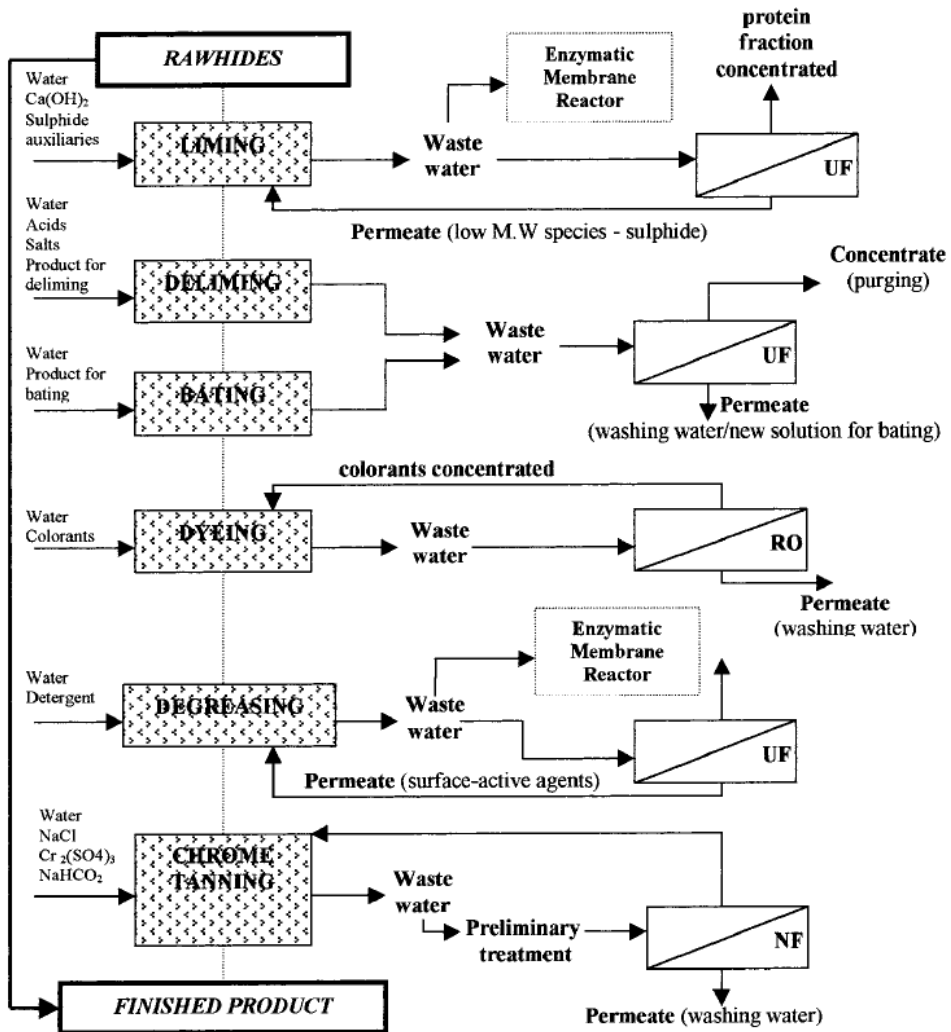 RAWHIDES
Water
Ca(OH)₂
Sulphide
auxiliaries
LIMING
Waste
water
Enzymatic
Membrane
Reactor
protein
fraction
concentrated
UF
Permeate (low M.W species - sulphide)
Water
Acids
Salts
Product for
deliming
DELIMING
Water
Product for
bating
BATING
Waste
water
Concentrate
(purging)
UF
Permeate
(washing water/new solution for bating)
colorants concentrated
Water
Colorants
DYEING
Waste
water
RO
Permeate
(washing water)
Enzymatic
Membrane
Reactor
Water
Detergent
DEGREASING
Waste
water
UF
Permeate (surface-active agents)
Water
NaCl
Cr₂(SO4)₃
NaHCO₂
CHROME
TANNING
Waste
water
Preliminary
treatment
NF
Permeate (washing water)
FINISHED PRODUCT